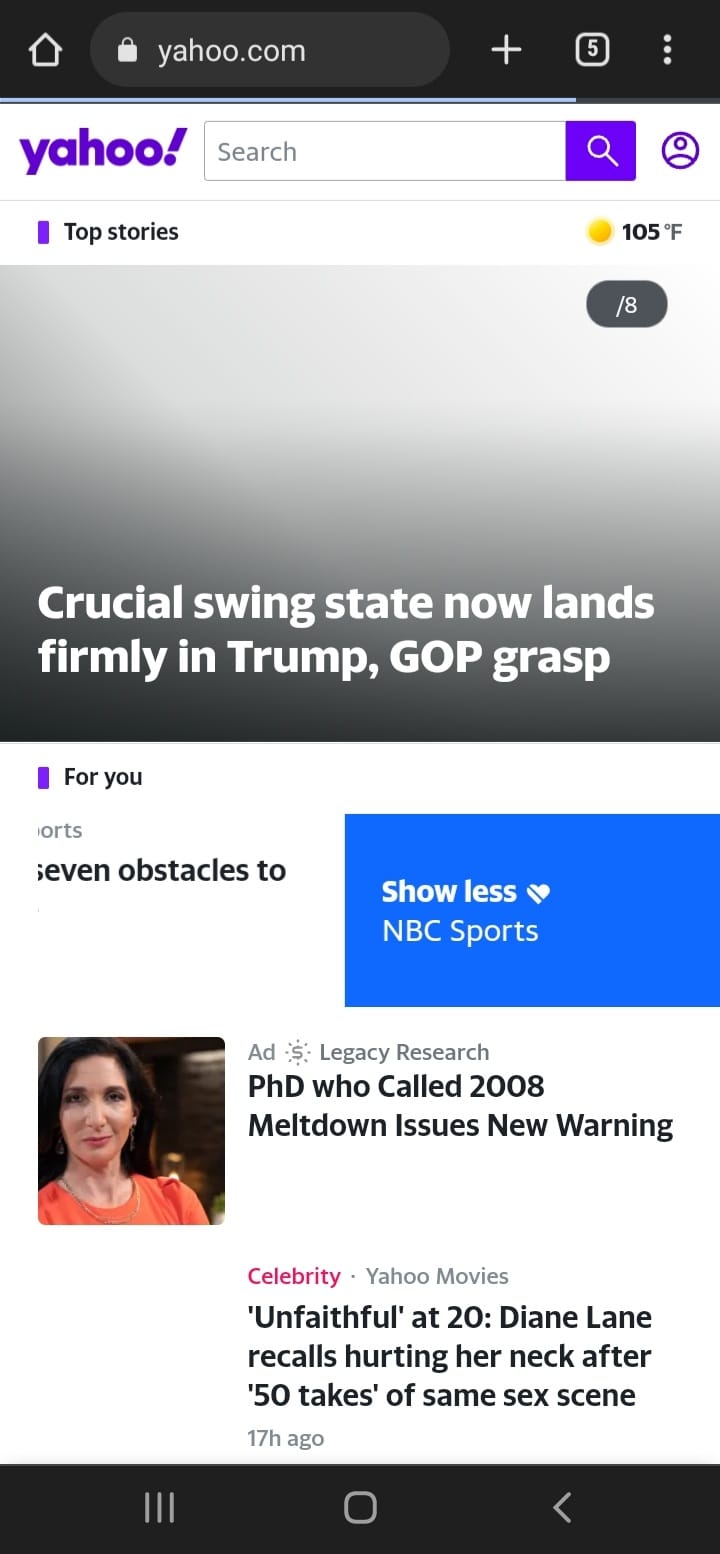 yahoo.com
5
yahoo!
Search
Top stories
105°F
/8
Crucial swing state now lands
firmly in Trump, GOP grasp
For you
orts
seven obstacles to
Show less
NBC Sports
Ad Legacy Research
PhD who Called 2008
Meltdown Issues New Warning
Celebrity · Yahoo Movies
'Unfaithful' at 20: Diane Lane
recalls hurting her neck after
'50 takes' of same sex scene
17h ago